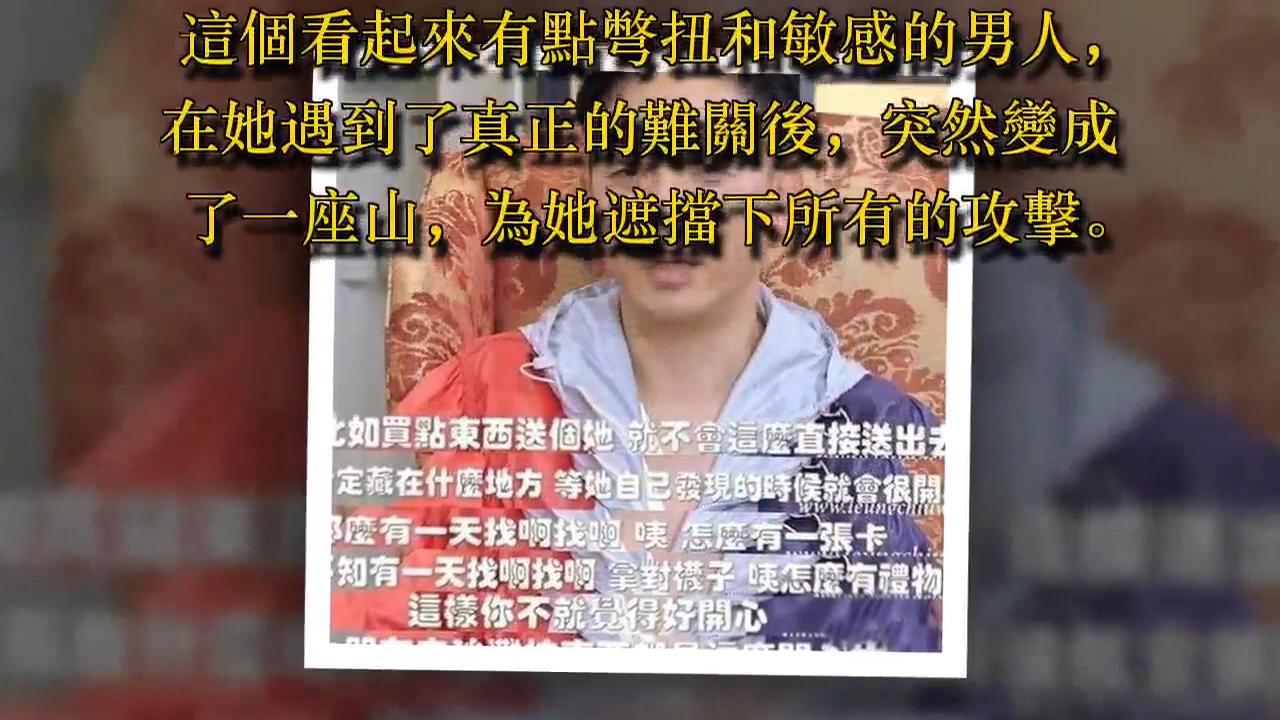 這個看起來有點彆扭和敏感的男人，
在她遇到了真正的難關後，突然變成
了一座山，為她遮擋下所有的攻擊。
比如買點東西送個她 就不會這麼直接送出去
定藏在什麼地方 等她自己發現的時候就會很開
麼有一天找啊找啊 咦 怎麼有一張卡
知有一天找啊找啊 拿對襪子 咦怎麼有禮物
這樣你不就覺得好開心